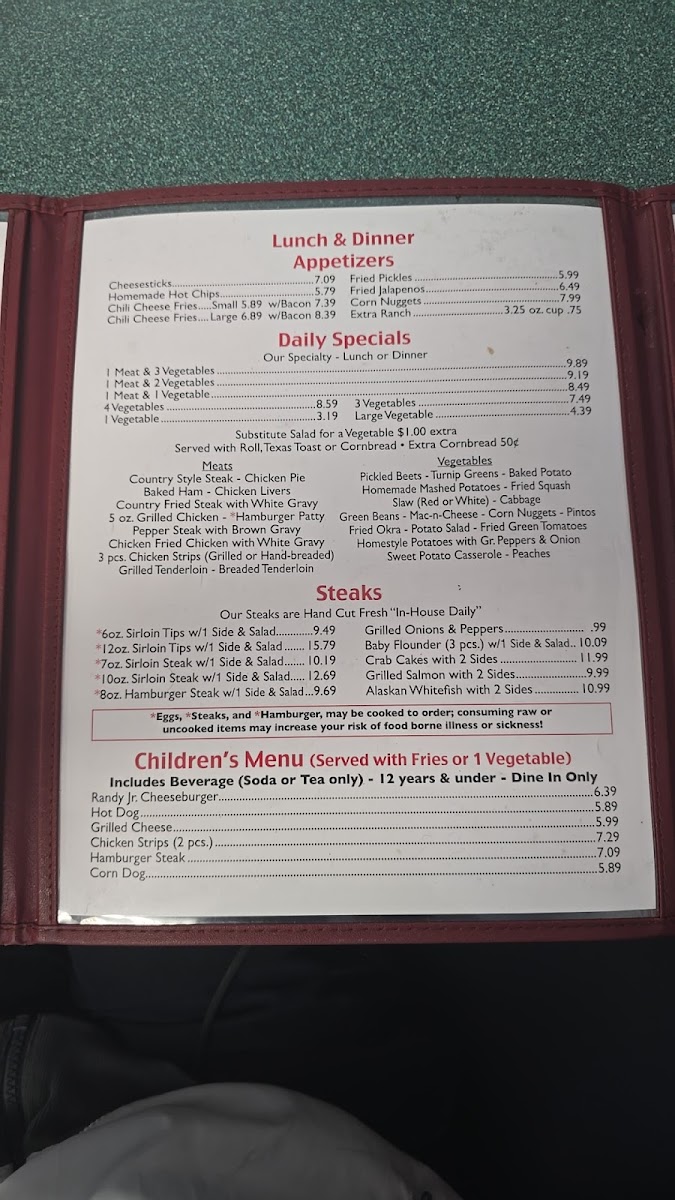 Lunch & Dinner
Appetizers
Cheesesticks 7.09
Homemade Hot Chips 5.79
Chili Cheese Fries.....Small 5.89 w/Bacon 7.39
Chili Cheese Fries....Large 6.89 w/Bacon 8.39
Fried Pickles 5.99
Fried Jalapenos 6.49
Corn Nuggets 7.99
Extra Ranch 3.25 oz. cup .75
Daily Specials
Our Specialty - Lunch or Dinner
1 Meat & 3 Vegetables 9.89
1 Meat & 2 Vegetables 9.19
1 Meat & 1 Vegetable 8.49
4 Vegetables 8.59 3 Vegetables 7.49
1 Vegetable 3.19 Large Vegetable 4.39
Substitute Salad for a Vegetable $1.00 extra
Served with Roll, Texas Toast or Cornbread • Extra Cornbread 50¢
Meats
Country Style Steak - Chicken Pie
Baked Ham - Chicken Livers
Country Fried Steak with White Gravy
5 oz. Grilled Chicken - *Hamburger Patty
Pepper Steak with Brown Gravy
Chicken Fried Chicken with White Gravy
3 pcs. Chicken Strips (Grilled or Hand-breaded)
Grilled Tenderloin - Breaded Tenderloin
Vegetables
Pickled Beets - Turnip Greens - Baked Potato
Homemade Mashed Potatoes - Fried Squash
Slaw (Red or White) - Cabbage
Green Beans - Mac-n-Cheese - Corn Nuggets - Pintos
Fried Okra - Potato Salad - Fried Green Tomatoes
Homestyle Potatoes with Gr. Peppers & Onion
Sweet Potato Casserole - Peaches
Steaks
Our Steaks are Hand Cut Fresh "In-House Daily"
*6oz. Sirloin Tips w/1 Side & Salad 9.49
*12oz. Sirloin Tips w/1 Side & Salad 15.79
*7oz. Sirloin Steak w/1 Side & Salad 10.19
*10oz. Sirloin Steak w/1 Side & Salad 12.69
*8oz. Hamburger Steak w/1 Side & Salad 9.69
Grilled Onions & Peppers .99
Baby Flounder (3 pcs.) w/1 Side & Salad 10.09
Crab Cakes with 2 Sides 11.99
Grilled Salmon with 2 Sides 9.99
Alaskan Whitefish with 2 Sides 10.99
*Eggs, *Steaks, and *Hamburger, may be cooked to order; consuming raw or
uncooked items may increase your risk of food borne illness or sickness!
Children's Menu (Served with Fries or 1 Vegetable)
Includes Beverage (Soda or Tea only) - 12 years & under - Dine In Only
Randy Jr. Cheeseburger 6.39
Hot Dog 5.89
Grilled Cheese 5.99
Chicken Strips (2 pcs.) 7.29
Hamburger Steak 7.09
Corn Dog 5.89